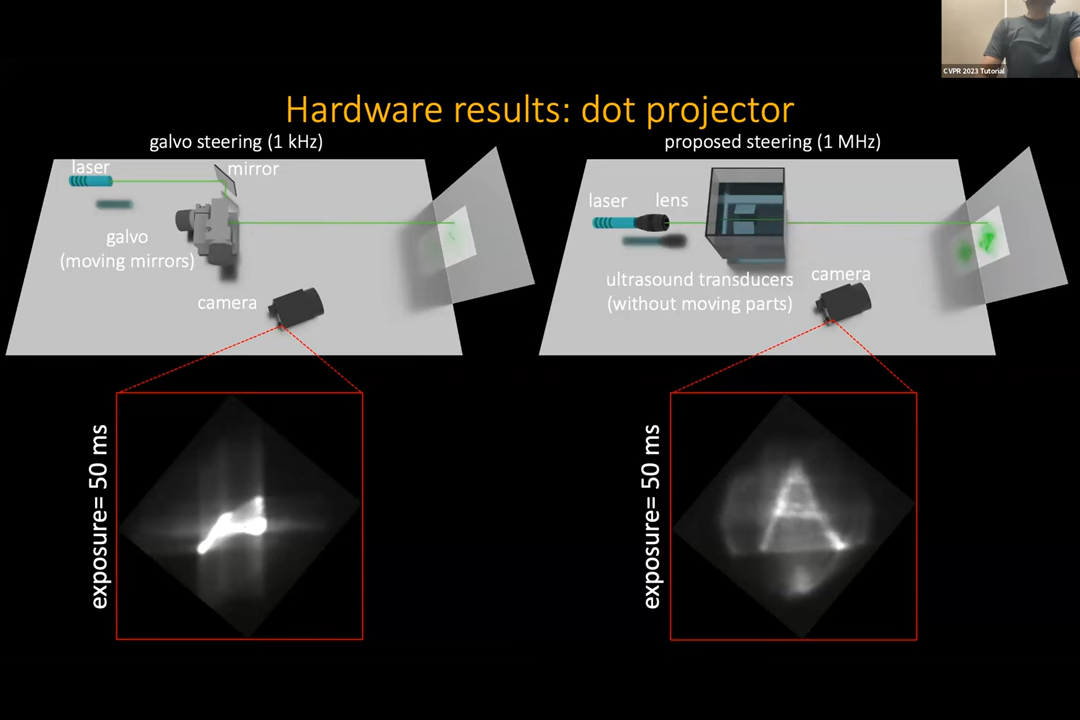 CVPR 2023 Tutorial
Hardware results: dot projector
galvo steering (1 kHz)
laser
mirror
galvo
(moving mirrors)
camera
exposure= 50 ms
proposed steering (1 MHz)
laser
lens
ultrasound transducers
(without moving parts)
camera
exposure= 50 ms
A